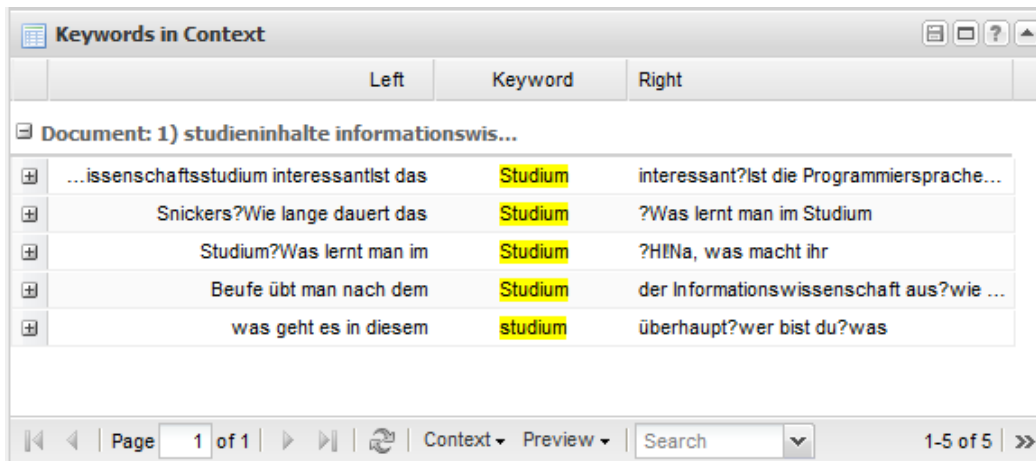 Keywords in Context
Left Keyword Right
Document: 1) studieninhalte informationswis...
...issenschaftsstudium interessantIst das Studium interessant?Ist die Programmiersprache...
Snickers?Wie lange dauert das Studium ?Was lernt man im Studium
Studium?Was lernt man im Studium ?HI!Na, was macht ihr
Beufe übt man nach dem Studium der Informationswissenschaft aus?wie ...
was geht es in diesem studium überhaupt?wer bist du?was
Page 1 of 1 Context Preview Search 1-5 of 5